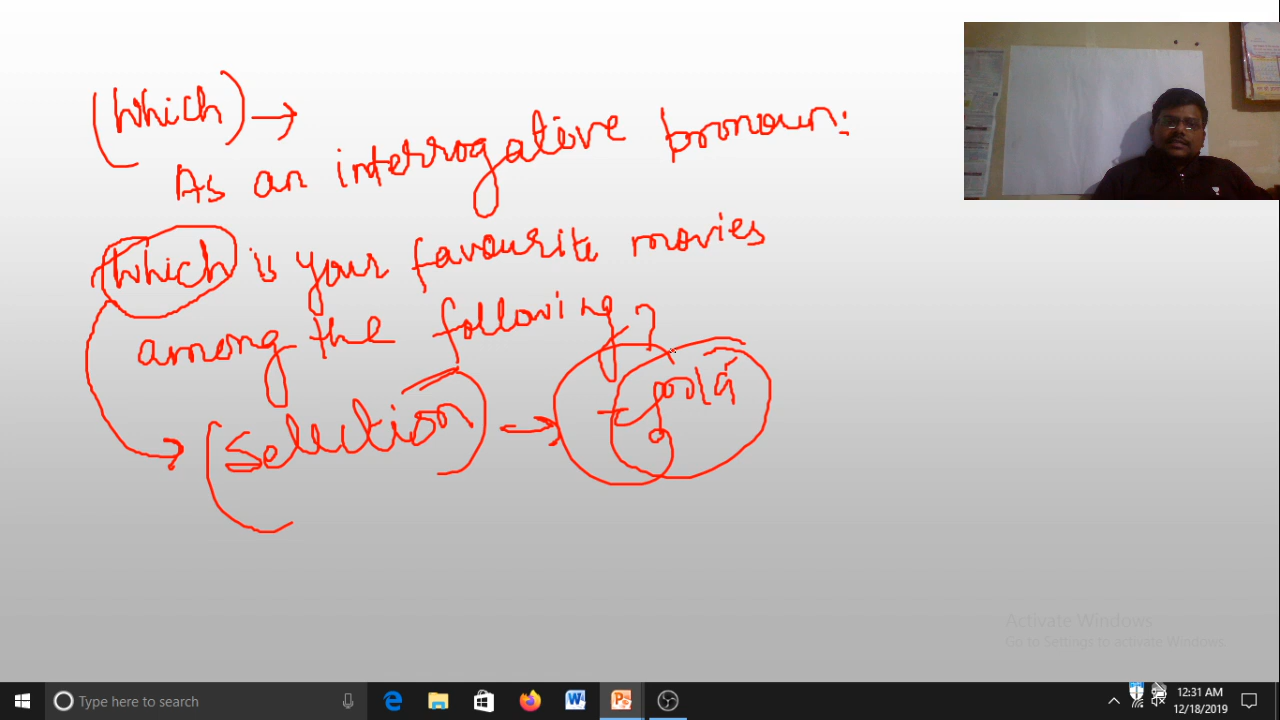 (Which) →
As an interrogative pronoun:
Which is your favourite movies
among the following?
(Selection) →
Activate Windows
Go to Settings to activate Windows.
Type here to search
12:31 AM
12/18/2019